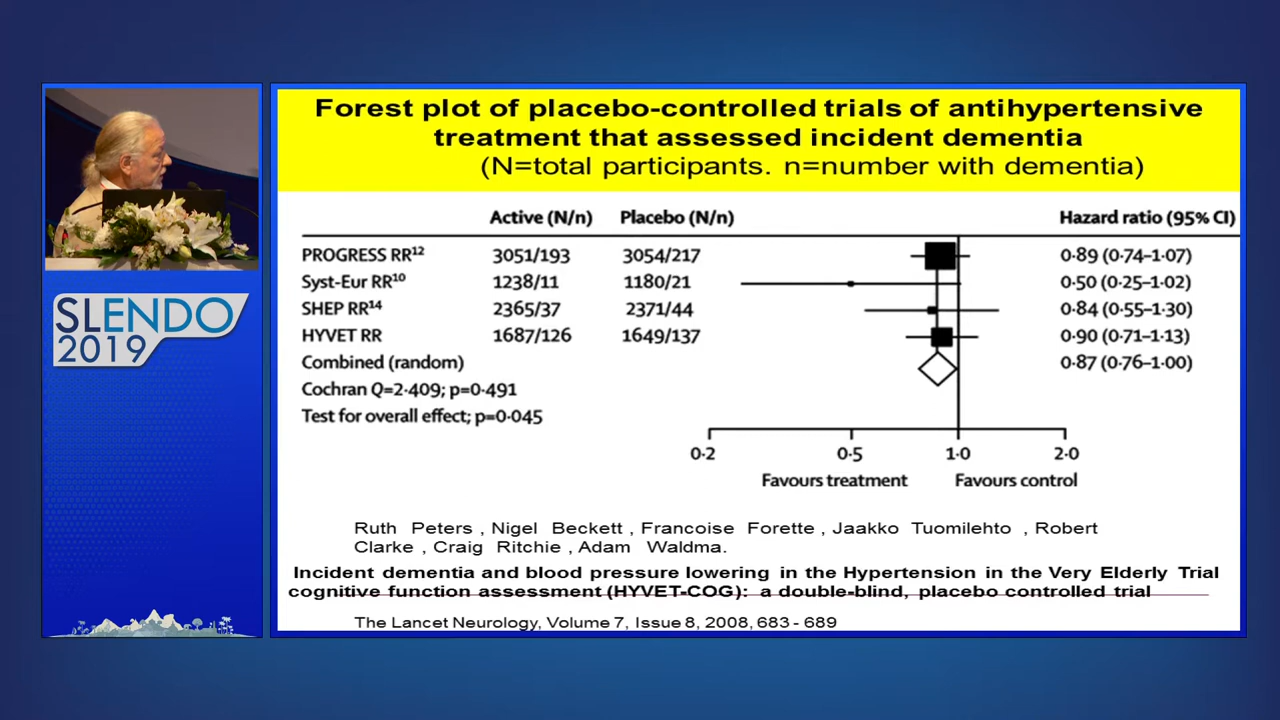 Forest plot of placebo-controlled trials of antihypertensive
treatment that assessed incident dementia
(N=total participants. n=number with dementia)
Active (N/n) Placebo (N/n) Hazard ratio (95% CI)
PROGRESS RR¹² 3051/193 3054/217 0·89 (0·74–1·07)
Syst-Eur RR¹⁰ 1238/11 1180/21 0·50 (0·25–1·02)
SHEP RR¹⁴ 2365/37 2371/44 0·84 (0·55–1·30)
HYVET RR 1687/126 1649/137 0·90 (0·71–1·13)
Combined (random) 0·87 (0·76–1·00)
Cochran Q=2·409; p=0·491
Test for overall effect; p=0·045
0·2 0·5 1·0 2·0
Favours treatment Favours control
Ruth Peters , Nigel Beckett , Francoise Forette , Jaakko Tuomilehto , Robert
Clarke , Craig Ritchie , Adam Waldma.
Incident dementia and blood pressure lowering in the Hypertension in the Very Elderly Trial
cognitive function assessment (HYVET-COG): a double-blind, placebo controlled trial
The Lancet Neurology, Volume 7, Issue 8, 2008, 683 - 689
SLENDO
2019